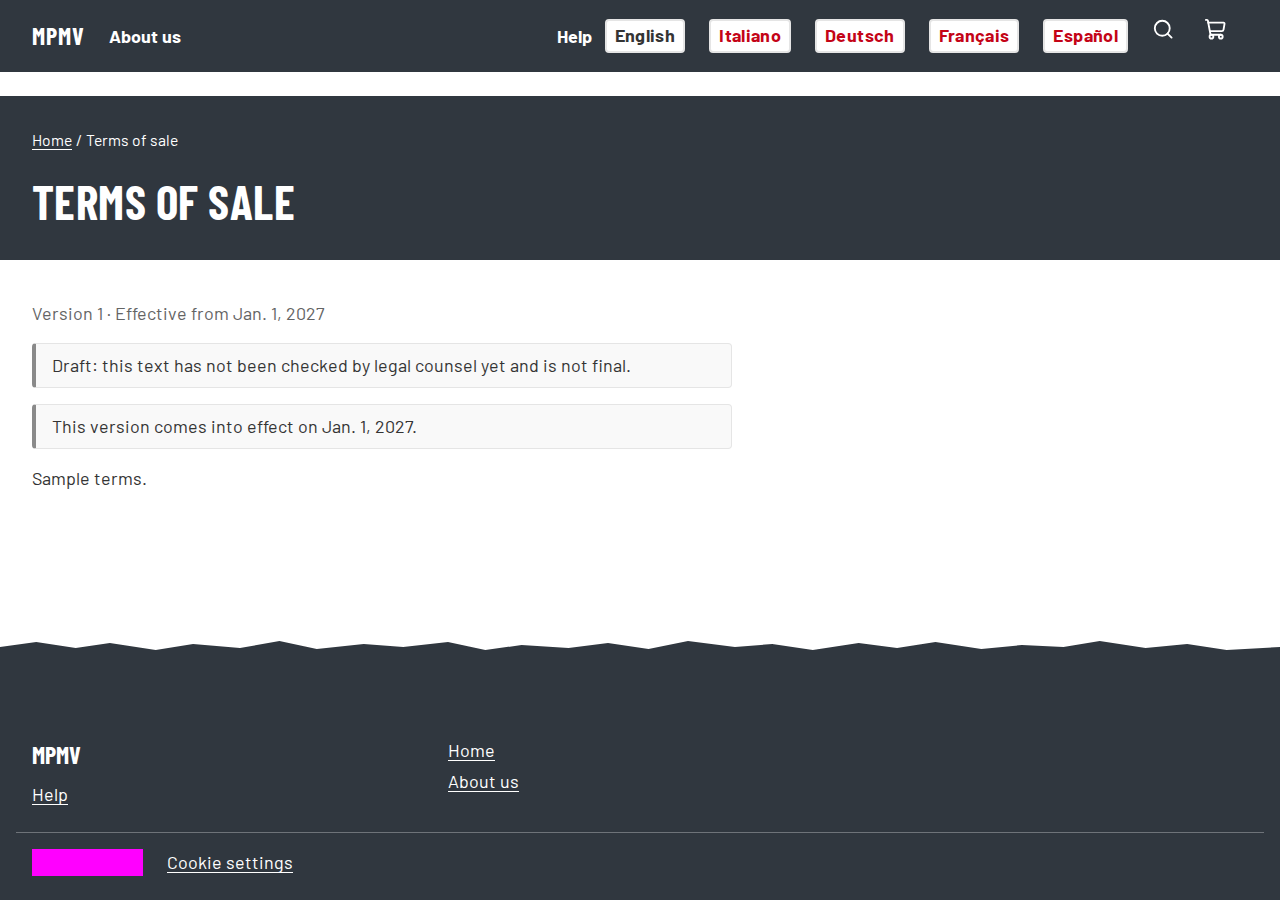 MPMV About us Help English Italiano Deutsch Français Español
Home / Terms of sale
TERMS OF SALE
Version 1 · Effective from Jan. 1, 2027
Draft: this text has not been checked by legal counsel yet and is not final.
This version comes into effect on Jan. 1, 2027.
Sample terms.
MPMV
Help
Home
About us
Cookie settings